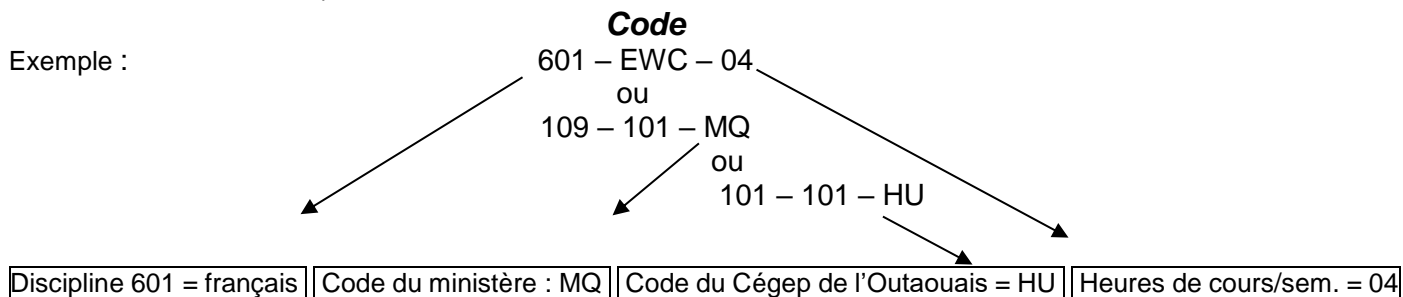 Code
Exemple : 601 – EWC – 04
ou
109 – 101 – MQ
ou
101 – 101 – HU
Discipline 601 = français Code du ministère : MQ Code du Cégep de l'Outaouais = HU Heures de cours/sem. = 04